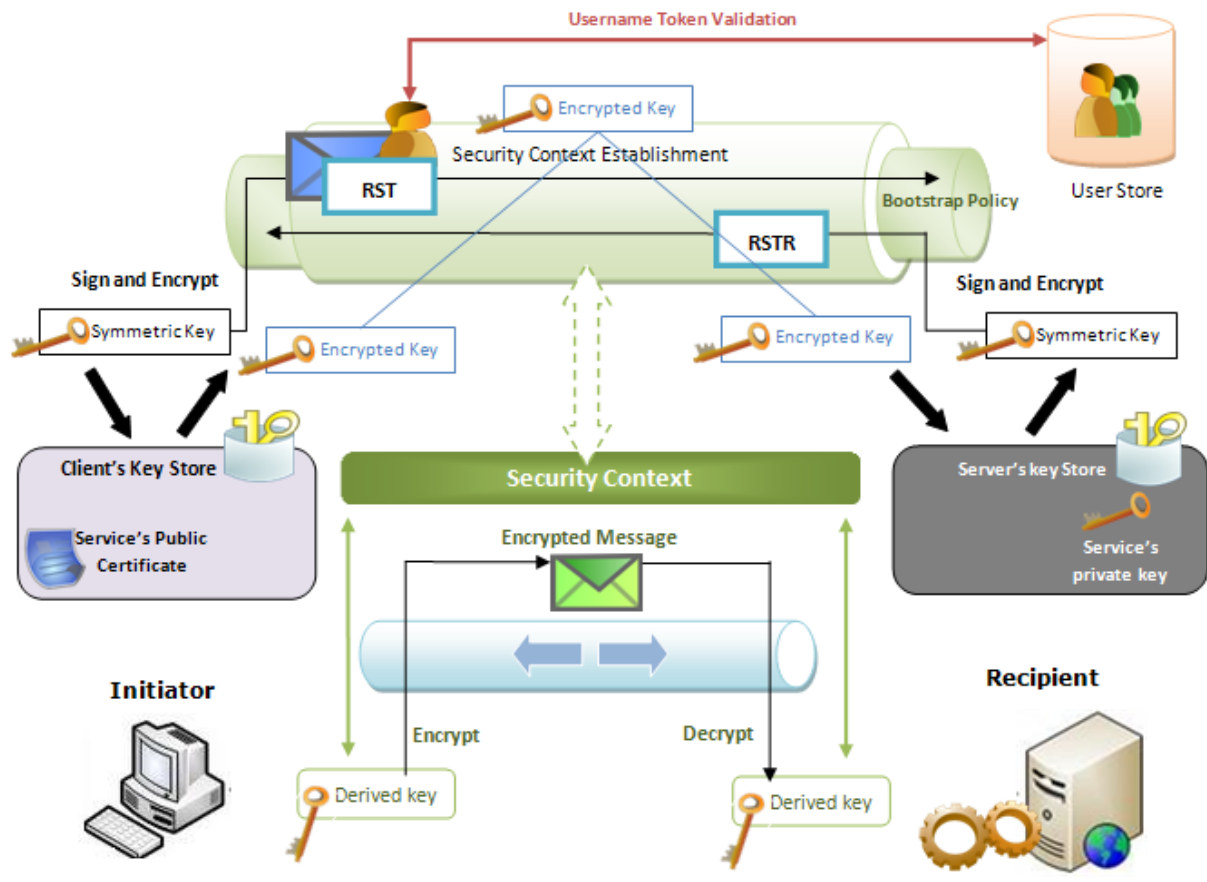 Username Token Validation
Encrypted Key
Security Context Establishment
RST
Bootstrap Policy
User Store
RSTR
Sign and Encrypt
Sign and Encrypt
Symmetric Key
Encrypted Key
Encrypted Key
Symmetric Key
Client's Key Store
Service's Public
Certificate
Security Context
Server's key Store
Service's
private key
Encrypted Message
Initiator
Recipient
Encrypt
Decrypt
Derived key
Derived key